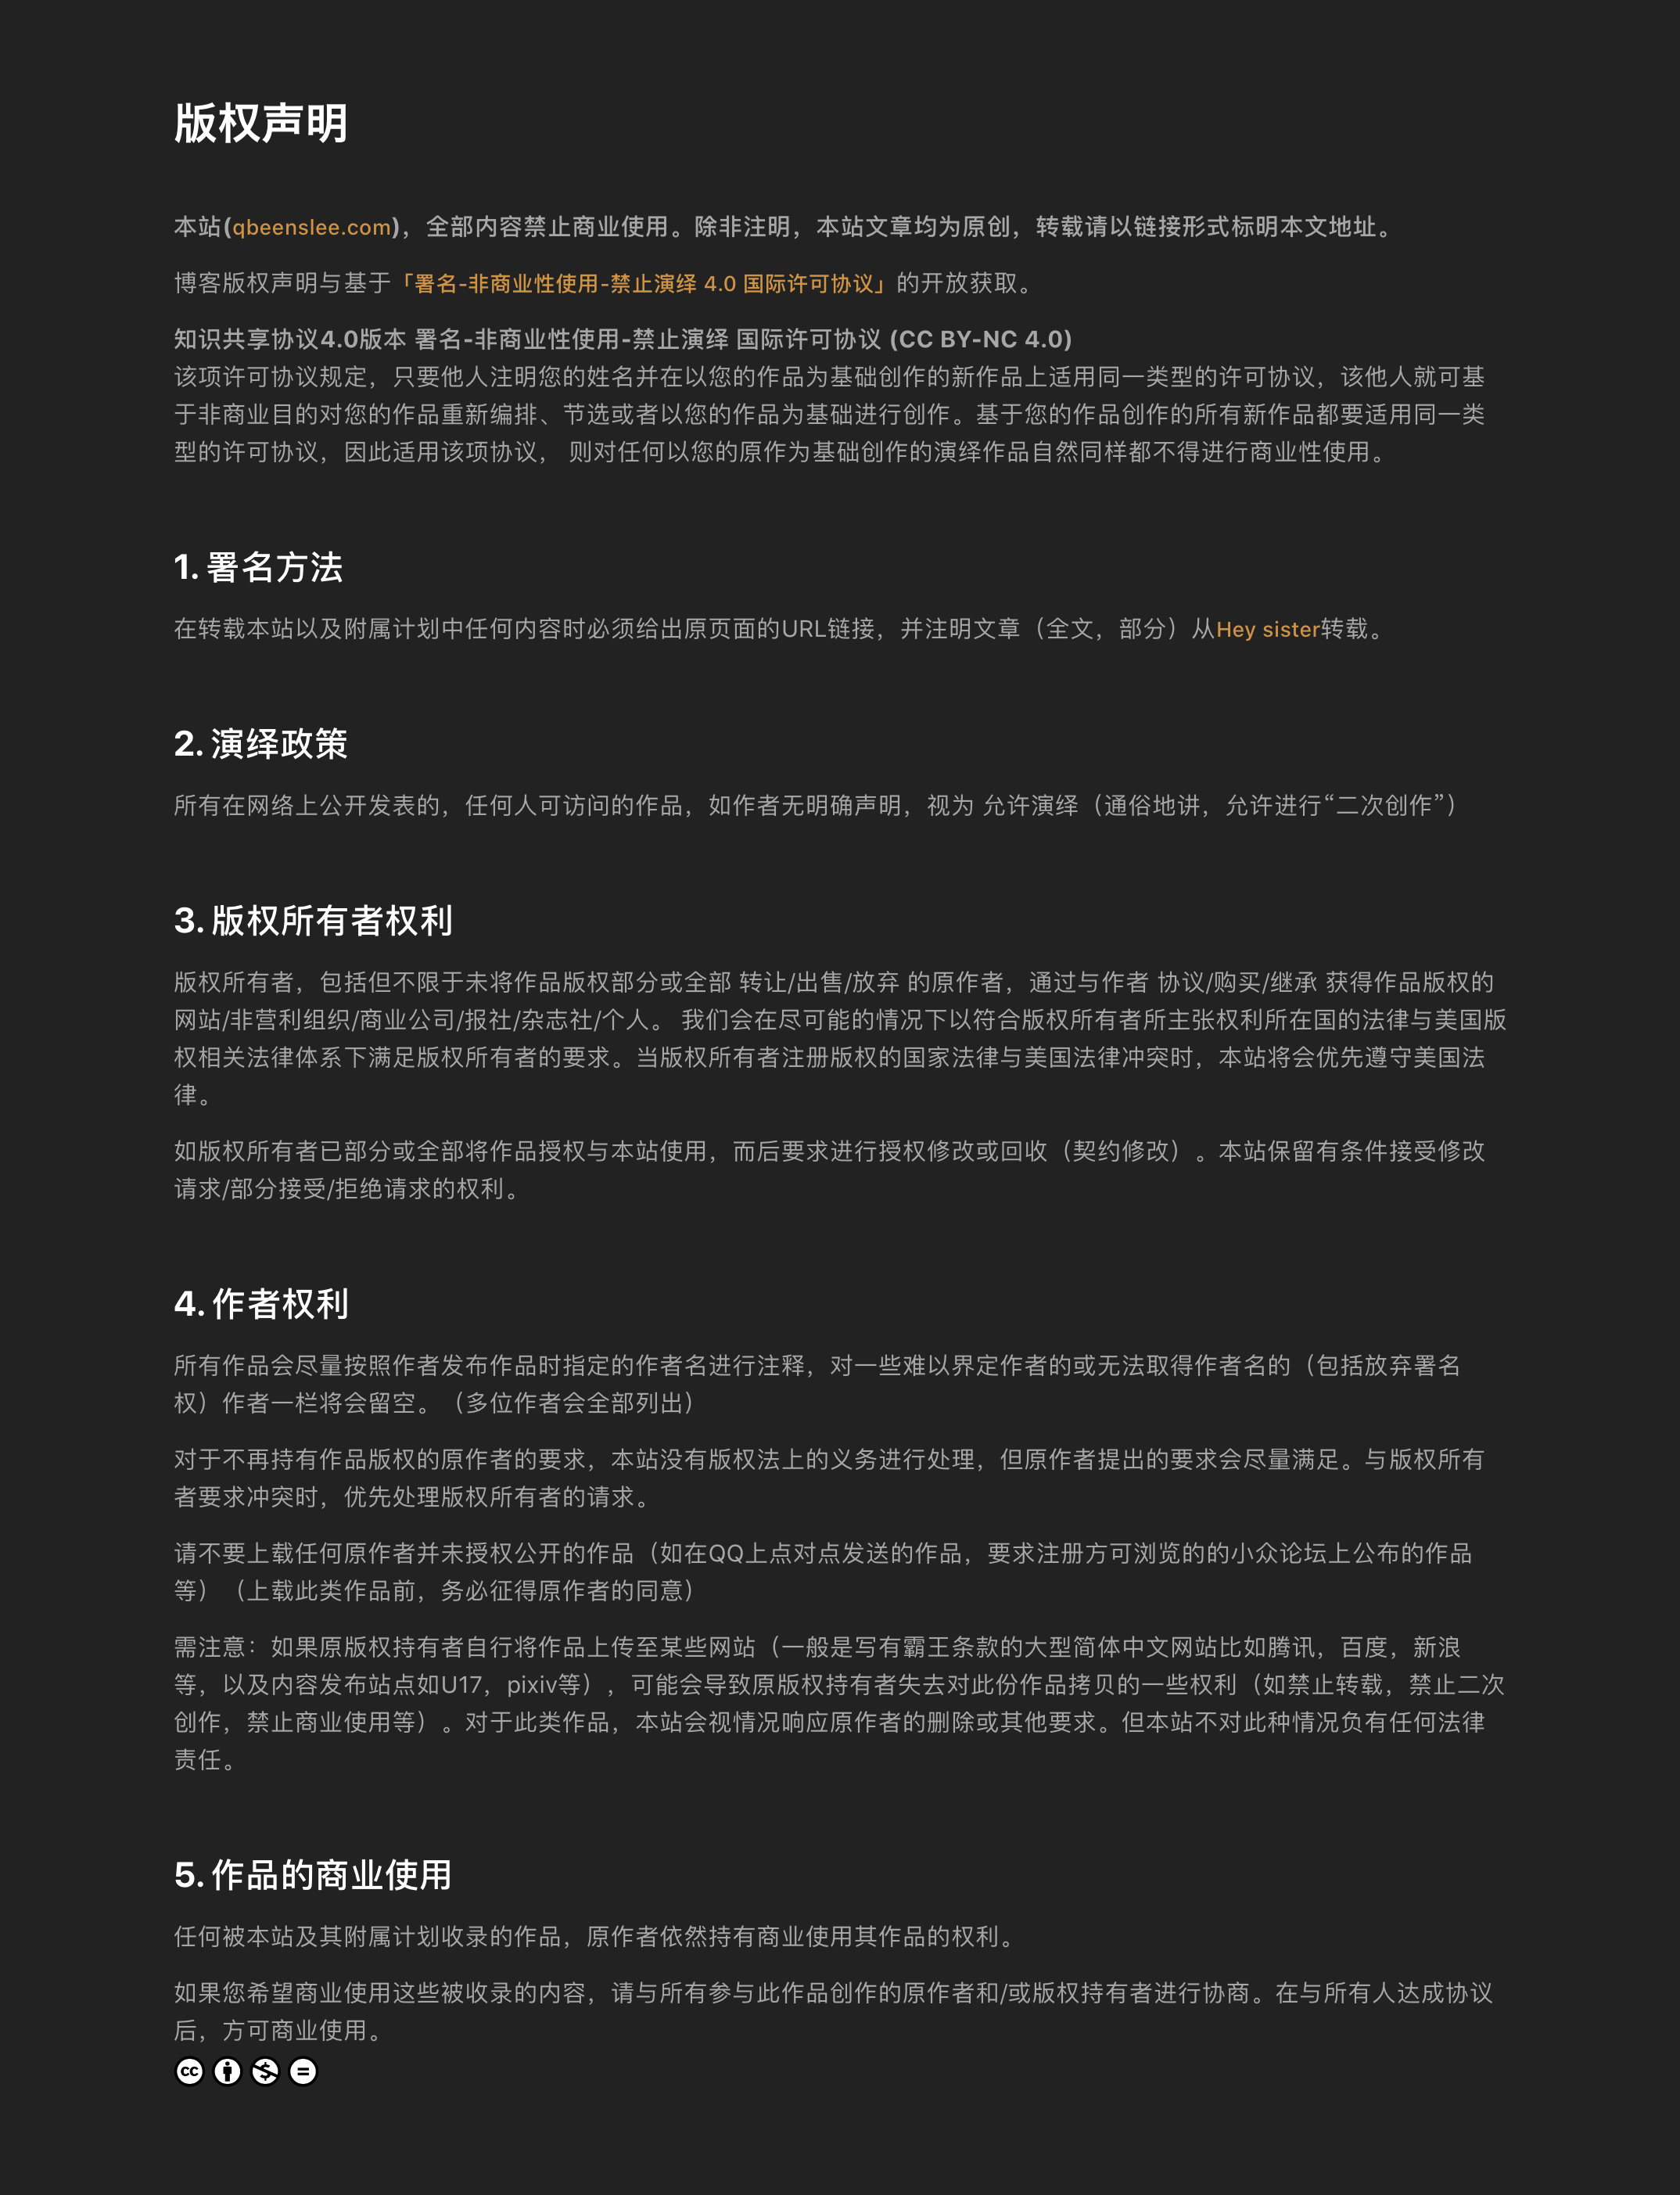 版权声明
本站(qbeenslee.com)，全部内容禁止商业使用。除非注明，本站文章均为原创，转载请以链接形式标明本文地址。
博客版权声明与基于「署名-非商业性使用-禁止演绎 4.0 国际许可协议」的开放获取。
知识共享协议4.0版本 署名-非商业性使用-禁止演绎 国际许可协议 (CC BY-NC 4.0)
该项许可协议规定，只要他人注明您的姓名并在以您的作品为基础创作的新作品上适用同一类型的许可协议，该他人就可基
于非商业目的对您的作品重新编排、节选或者以您的作品为基础进行创作。基于您的作品创作的所有新作品都要适用同一类
型的许可协议，因此适用该项协议， 则对任何以您的原作为基础创作的演绎作品自然同样都不得进行商业性使用。
1. 署名方法
在转载本站以及附属计划中任何内容时必须给出原页面的URL链接，并注明文章（全文，部分）从Hey sister转载。
2. 演绎政策
所有在网络上公开发表的，任何人可访问的作品，如作者无明确声明，视为 允许演绎（通俗地讲，允许进行“二次创作”）
3. 版权所有者权利
版权所有者，包括但不限于未将作品版权部分或全部 转让/出售/放弃 的原作者，通过与作者 协议/购买/继承 获得作品版权的
网站/非营利组织/商业公司/报社/杂志社/个人。 我们会在尽可能的情况下以符合版权所有者所主张权利所在国的法律与美国版
权相关法律体系下满足版权所有者的要求。当版权所有者注册版权的国家法律与美国法律冲突时，本站将会优先遵守美国法
律。
如版权所有者已部分或全部将作品授权与本站使用，而后要求进行授权修改或回收（契约修改）。本站保留有条件接受修改
请求/部分接受/拒绝请求的权利。
4. 作者权利
所有作品会尽量按照作者发布作品时指定的作者名进行注释，对一些难以界定作者的或无法取得作者名的（包括放弃署名
权）作者一栏将会留空。（多位作者会全部列出）
对于不再持有作品版权的原作者的要求，本站没有版权法上的义务进行处理，但原作者提出的要求会尽量满足。与版权所有
者要求冲突时，优先处理版权所有者的请求。
请不要上载任何原作者并未授权公开的作品（如在QQ上点对点发送的作品，要求注册方可浏览的的小众论坛上公布的作品
等）（上载此类作品前，务必征得原作者的同意）
需注意：如果原版权持有者自行将作品上传至某些网站（一般是写有霸王条款的大型简体中文网站比如腾讯，百度，新浪
等，以及内容发布站点如U17，pixiv等），可能会导致原版权持有者失去对此份作品拷贝的一些权利（如禁止转载，禁止二次
创作，禁止商业使用等）。对于此类作品，本站会视情况响应原作者的删除或其他要求。但本站不对此种情况负有任何法律
责任。
5. 作品的商业使用
任何被本站及其附属计划收录的作品，原作者依然持有商业使用其作品的权利。
如果您希望商业使用这些被收录的内容，请与所有参与此作品创作的原作者和/或版权持有者进行协商。在与所有人达成协议
后，方可商业使用。
cc